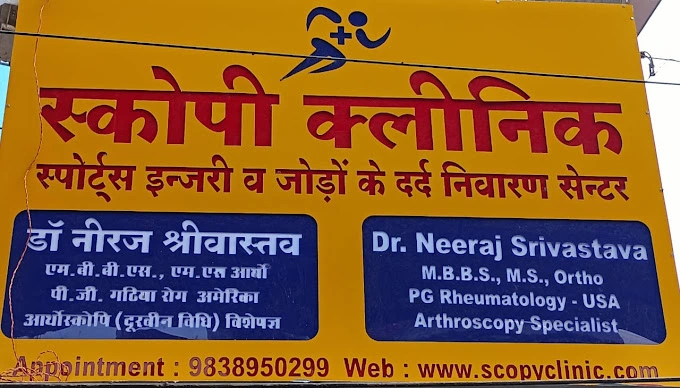 स्कोपी क्लीनिक
स्पोर्ट्स इन्जरी व जोड़ों के दर्द निवारण सेन्टर
डॉ नीरज श्रीवास्तव
एम.बी.बी.एस., एम.एस आर्थो
पी.जी. गठिया रोग अमेरिका
आर्थोस्कोपि (दूरबीन विधि) विशेषज्ञ
Dr. Neeraj Srivastava
M.B.B.S., M.S., Ortho
PG Rheumatology - USA
Arthroscopy Specialist
Appointment : 9838950299 Web : www.scopyclinic.com